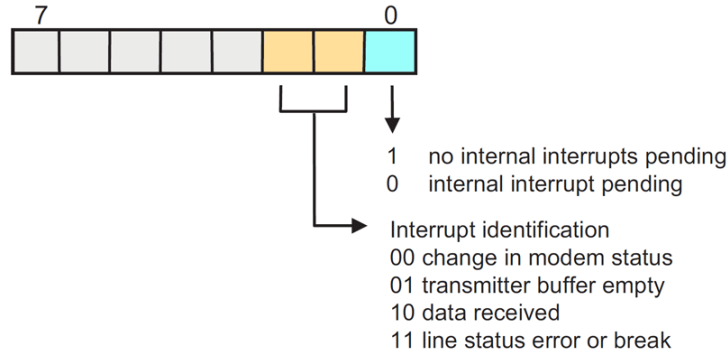 7 0
1 no internal interrupts pending
0 internal interrupt pending
Interrupt identification
00 change in modem status
01 transmitter buffer empty
10 data received
11 line status error or break